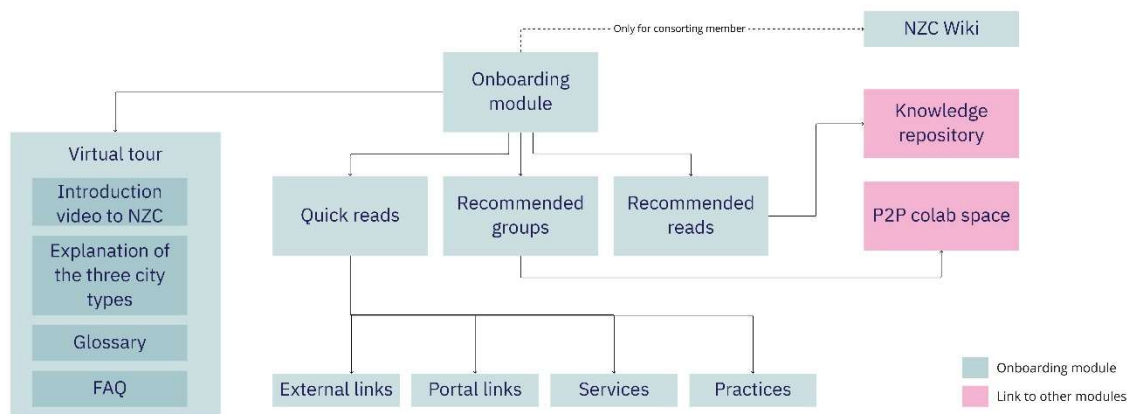 Only for consorting member
NZC Wiki
Onboarding
module
Knowledge
repository
Virtual tour
Introduction
video to NZC
Explanation of
the three city
types
Glossary
FAQ
Quick reads
Recommended
groups
Recommended
reads
P2P colab space
External links
Portal links
Services
Practices
Onboarding module
Link to other modules